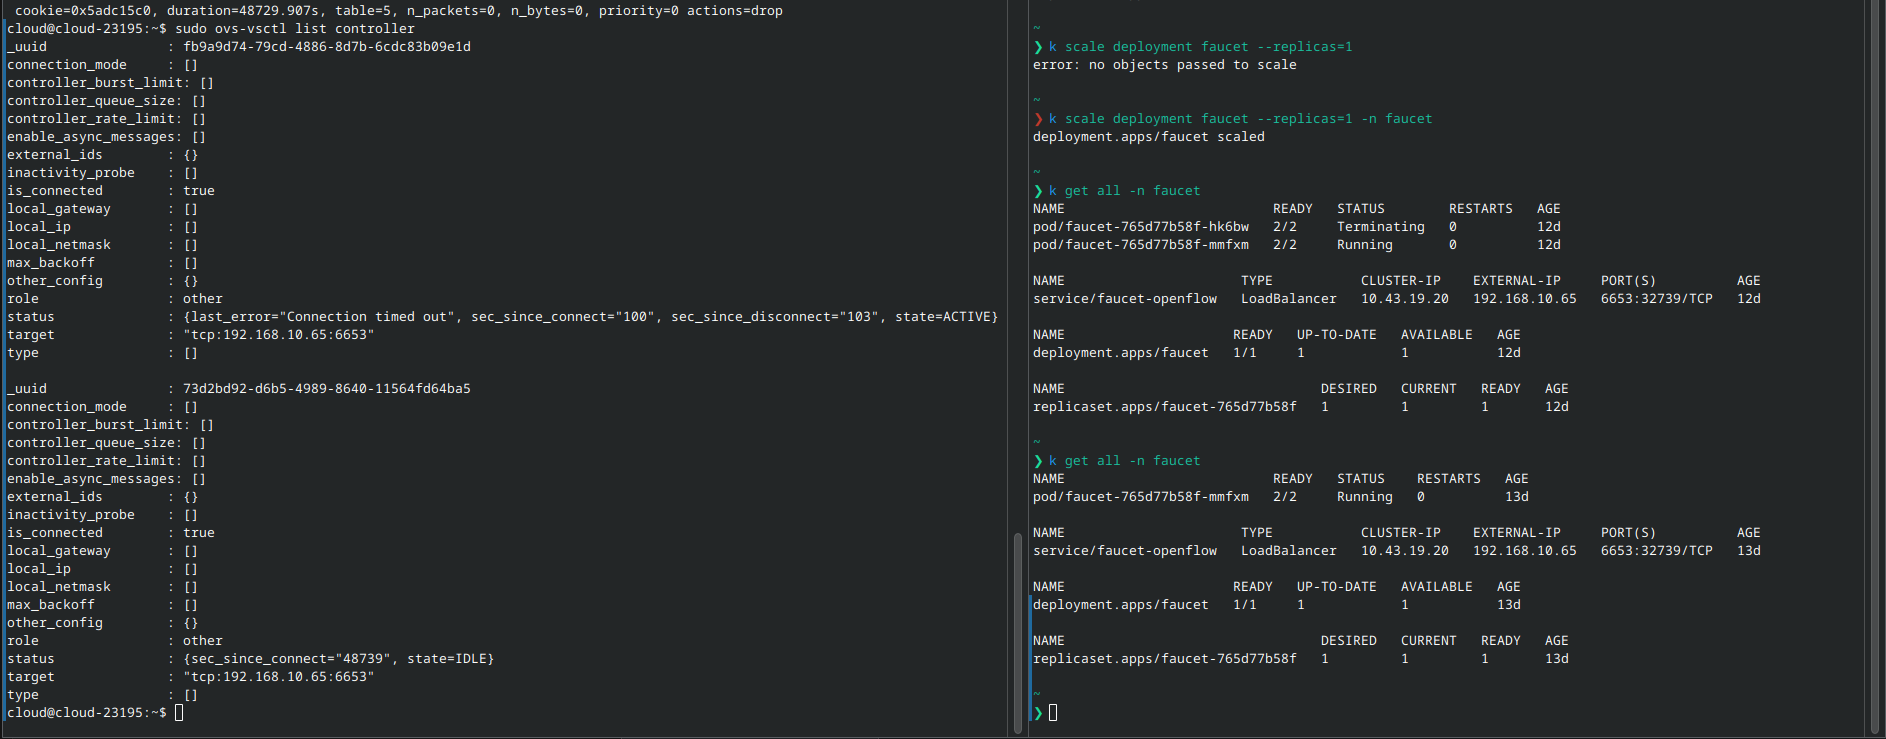 cookie=0x5adc15c0, duration=48729.907s, table=5, n_packets=0, n_bytes=0, priority=0 actions=drop
cloud@cloud-23195:~$ sudo ovs-vsctl list controller
_uuid               : fb9a9d74-79cd-4886-8d7b-6cdc83b09e1d
connection_mode     : []
controller_burst_limit: []
controller_queue_size: []
controller_rate_limit: []
enable_async_messages: []
external_ids        : {}
inactivity_probe    : []
is_connected        : true
local_gateway       : []
local_ip            : []
local_netmask       : []
max_backoff         : []
other_config        : {}
role                : other
status              : {last_error="Connection timed out", sec_since_connect="100", sec_since_disconnect="103", state=ACTIVE}
target              : "tcp:192.168.10.65:6653"
type                : []

_uuid               : 73d2bd92-d6b5-4989-8640-11564fd64ba5
connection_mode     : []
controller_burst_limit: []
controller_queue_size: []
controller_rate_limit: []
enable_async_messages: []
external_ids        : {}
inactivity_probe    : []
is_connected        : true
local_gateway       : []
local_ip            : []
local_netmask       : []
max_backoff         : []
other_config        : {}
role                : other
status              : {sec_since_connect="48739", state=IDLE}
target              : "tcp:192.168.10.65:6653"
type                : []
cloud@cloud-23195:~$

~
❯ k scale deployment faucet --replicas=1
error: no objects passed to scale

~
❯ k scale deployment faucet --replicas=1 -n faucet
deployment.apps/faucet scaled

~
❯ k get all -n faucet
NAME                          READY   STATUS        RESTARTS   AGE
pod/faucet-765d77b58f-hk6bw   2/2     Terminating   0          12d
pod/faucet-765d77b58f-mmfxm   2/2     Running       0          12d

NAME                      TYPE           CLUSTER-IP    EXTERNAL-IP     PORT(S)          AGE
service/faucet-openflow   LoadBalancer   10.43.19.20   192.168.10.65   6653:32739/TCP   12d

NAME                     READY   UP-TO-DATE   AVAILABLE   AGE
deployment.apps/faucet   1/1     1            1           12d

NAME                                DESIRED   CURRENT   READY   AGE
replicaset.apps/faucet-765d77b58f   1         1         1       12d

~
❯ k get all -n faucet
NAME                          READY   STATUS    RESTARTS   AGE
pod/faucet-765d77b58f-mmfxm   2/2     Running   0          13d

NAME                      TYPE           CLUSTER-IP    EXTERNAL-IP     PORT(S)          AGE
service/faucet-openflow   LoadBalancer   10.43.19.20   192.168.10.65   6653:32739/TCP   13d

NAME                     READY   UP-TO-DATE   AVAILABLE   AGE
deployment.apps/faucet   1/1     1            1           13d

NAME                                DESIRED   CURRENT   READY   AGE
replicaset.apps/faucet-765d77b58f   1         1         1       13d

~
❯